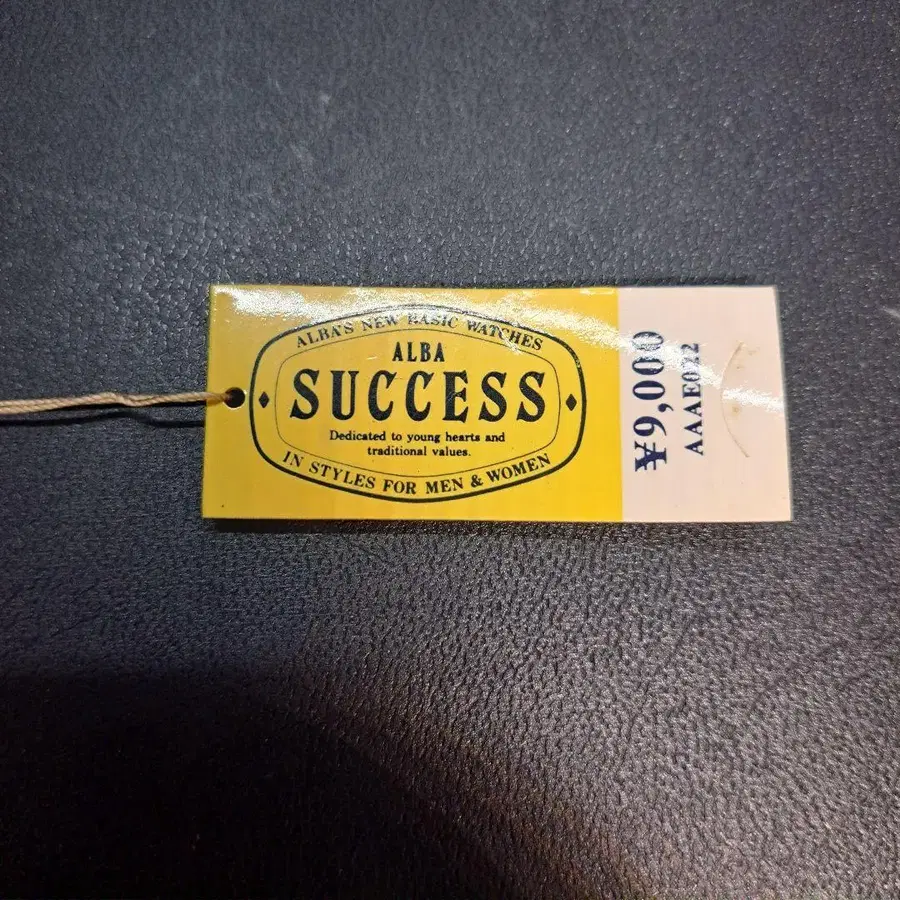 ALBA'S NEW BASIC WATCHES
ALBA
SUCCESS
Dedicated to young hearts and
traditional values.
IN STYLES FOR MEN & WOMEN
¥9,000
AAAE022